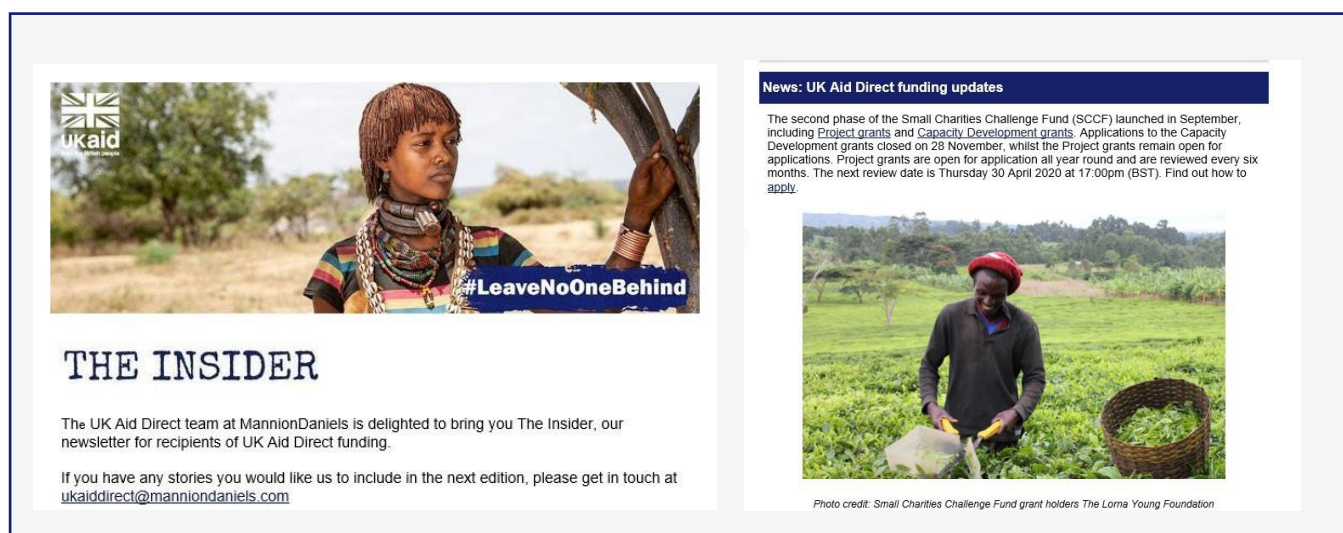 ukaid
from the British people
#LeaveNoOneBehind
THE INSIDER
The UK Aid Direct team at MannionDaniels is delighted to bring you The Insider, our
newsletter for recipients of UK Aid Direct funding.
If you have any stories you would like us to include in the next edition, please get in touch at
ukaiddirect@manniondaniels.com
News: UK Aid Direct funding updates
The second phase of the Small Charities Challenge Fund (SCCF) launched in September,
including Project grants and Capacity Development grants. Applications to the Capacity
Development grants closed on 28 November, whilst the Project grants remain open for
applications. Project grants are open for application all year round and are reviewed every six
months. The next review date is Thursday 30 April 2020 at 17:00pm (BST). Find out how to
apply.
Photo credit: Small Charities Challenge Fund grant holders The Lorna Young Foundation